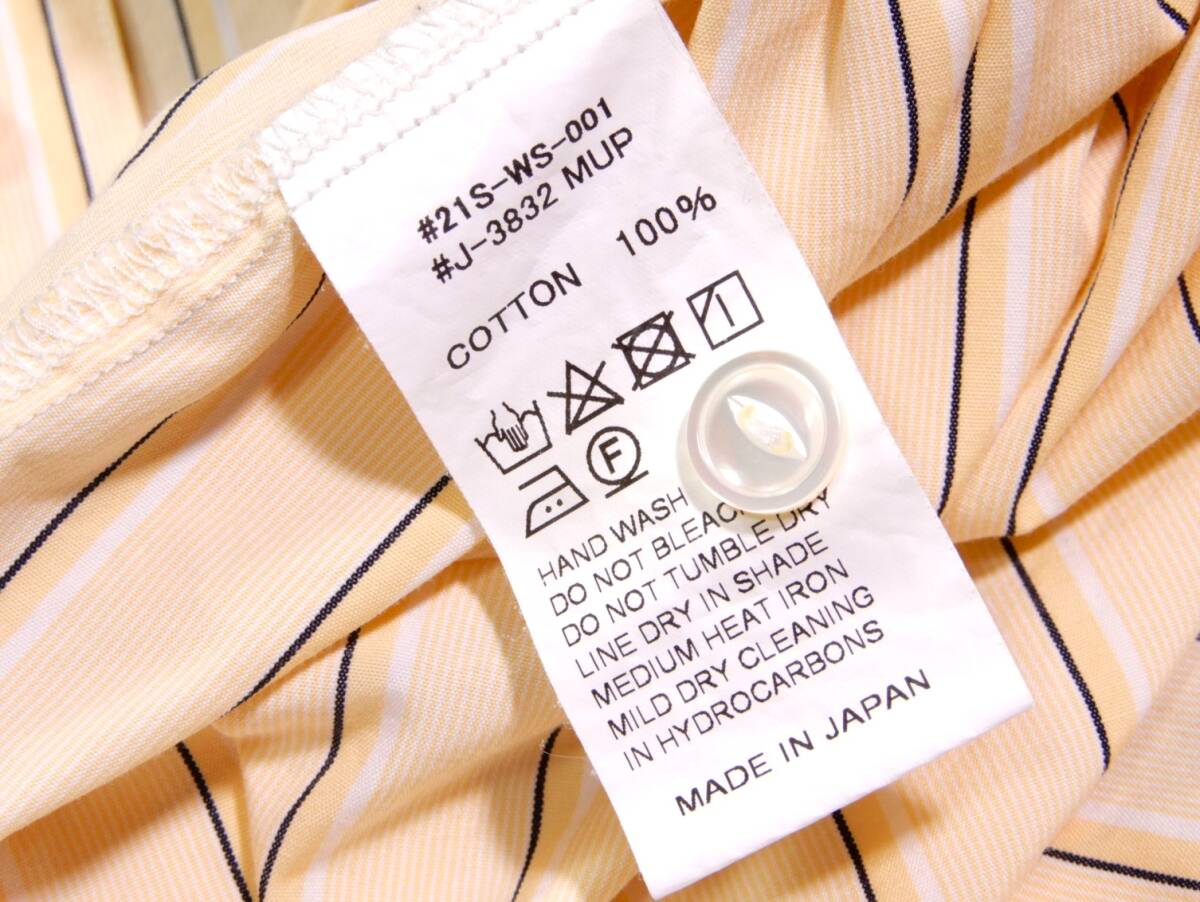 #21S-WS-001
#J-3832 MUP
COTTON 100%
F
HAND WASH
DO NOT BLEACH
DO NOT TUMBLE DRY
LINE DRY IN SHADE
MEDIUM HEAT IRON
MILD DRY CLEANING
IN HYDROCARBONS
MADE IN JAPAN